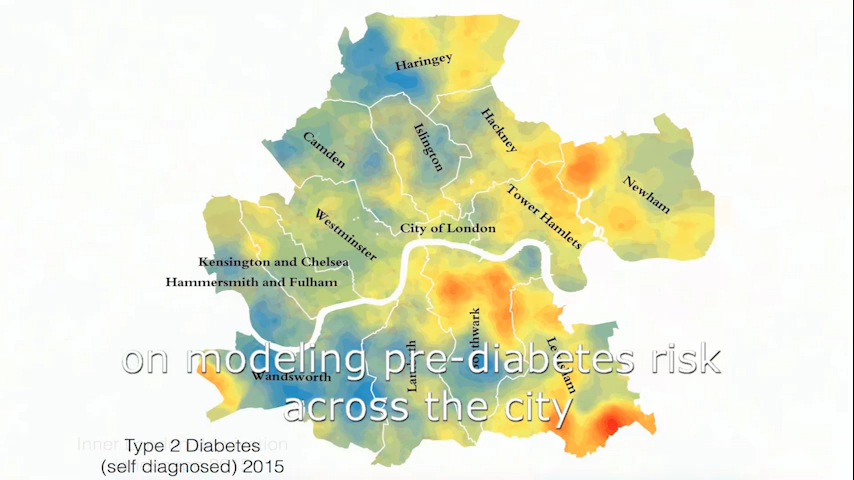 Haringey
Hackney
Islington
Camden
Newham
Tower Hamlets
Westminster
City of London
Kensington and Chelsea
Hammersmith and Fulham
on modeling pre-diabetes risk
Wandsworth
across the city
Type 2 Diabetes
(self diagnosed) 2015